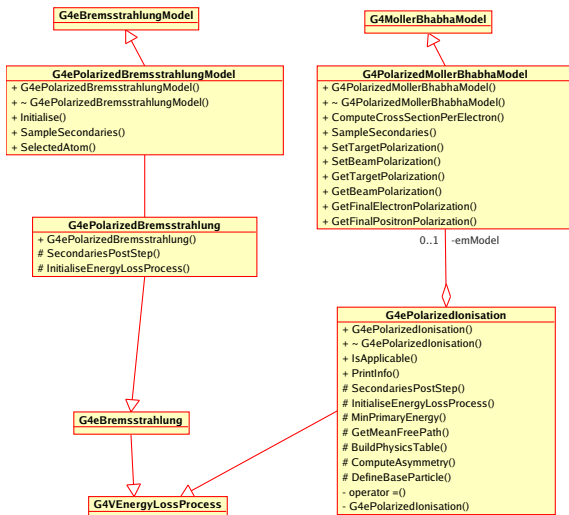 G4eBremsstrahlungModel
G4ePolarizedBremsstrahlungModel
+ G4ePolarizedBremsstrahlungModel()
+ ~ G4ePolarizedBremsstrahlungModel()
+ Initialise()
+ SampleSecondaries()
+ SelectedAtom()
G4ePolarizedBremsstrahlung
+ G4ePolarizedBremsstrahlung()
# SecondariesPostStep()
# InitialiseEnergyLossProcess()
G4eBremsstrahlung
G4VEnergyLossProcess
G4MollerBhabhaModel
G4PolarizedMollerBhabhaModel
+ G4PolarizedMollerBhabhaModel()
+ ~ G4PolarizedMollerBhabhaModel()
+ ComputeCrossSectionPerElectron()
+ SampleSecondaries()
+ SetTargetPolarization()
+ SetBeamPolarization()
+ GetTargetPolarization()
+ GetBeamPolarization()
+ GetFinalElectronPolarization()
+ GetFinalPositronPolarization()
0..1 -emModel
G4ePolarizedIonisation
+ G4ePolarizedIonisation()
+ ~ G4ePolarizedIonisation()
+ IsApplicable()
+ PrintInfo()
# SecondariesPostStep()
# InitialiseEnergyLossProcess()
# MinPrimaryEnergy()
# GetMeanFreePath()
# BuildPhysicsTable()
# ComputeAsymmetry()
# DefineBaseParticle()
- operator =()
- G4ePolarizedIonisation()